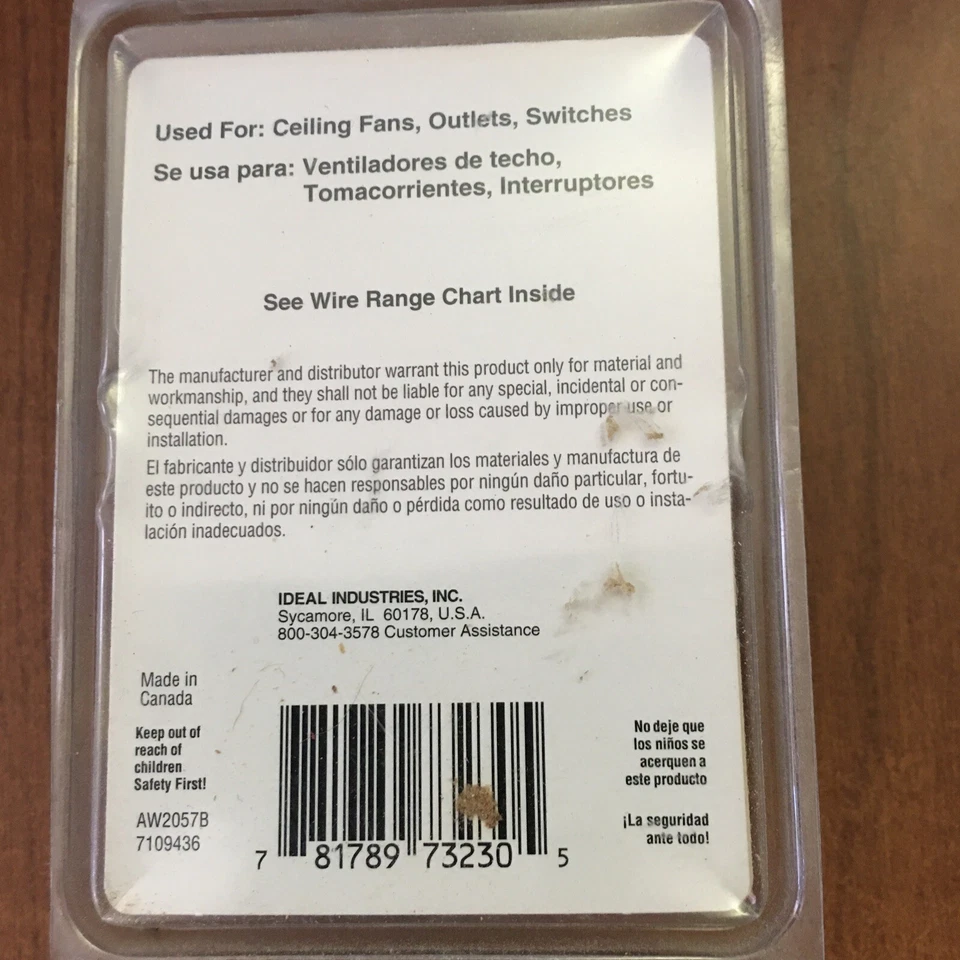 Used For: Ceiling Fans, Outlets, Switches
Se usa para: Ventiladores de techo,
Tomacorrientes, Interruptores
See Wire Range Chart Inside
The manufacturer and distributor warrant this product only for material and
workmanship, and they shall not be liable for any special, incidental or con-
sequential damages or for any damage or loss caused by improper use or
installation.
El fabricante y distribuidor sólo garantizan los materiales y manufactura de
este producto y no se hacen responsables por ningún daño particular, fortu-
ito o indirecto, ni por ningún daño o pérdida como resultado de uso o insta-
lación inadecuados.
IDEAL INDUSTRIES, INC.
Sycamore, IL 60178, U.S.A.
800-304-3578 Customer Assistance
Made in
Canada
Keep out of
reach of
children
Safety First!
AW2057B
7109436
7 81789 73230 5
No deje que
los niños se
acerquen a
este producto
¡La seguridad
ante todo!